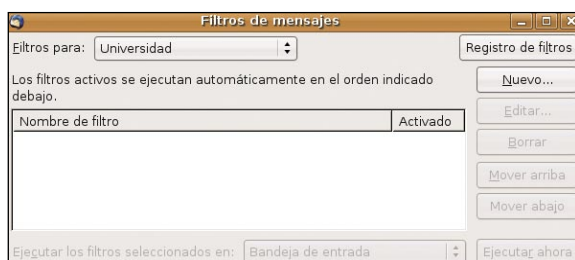 Filtros de mensajes
Filtros para: Universidad
Registro de filtros
Los filtros activos se ejecutan automáticamente en el orden indicado
debajo.
Nuevo...
Nombre de filtro Activado
Editar...
Borrar
Mover arriba
Mover abajo
Ejecutar los filtros seleccionados en: Bandeja de entrada Ejecutar ahora